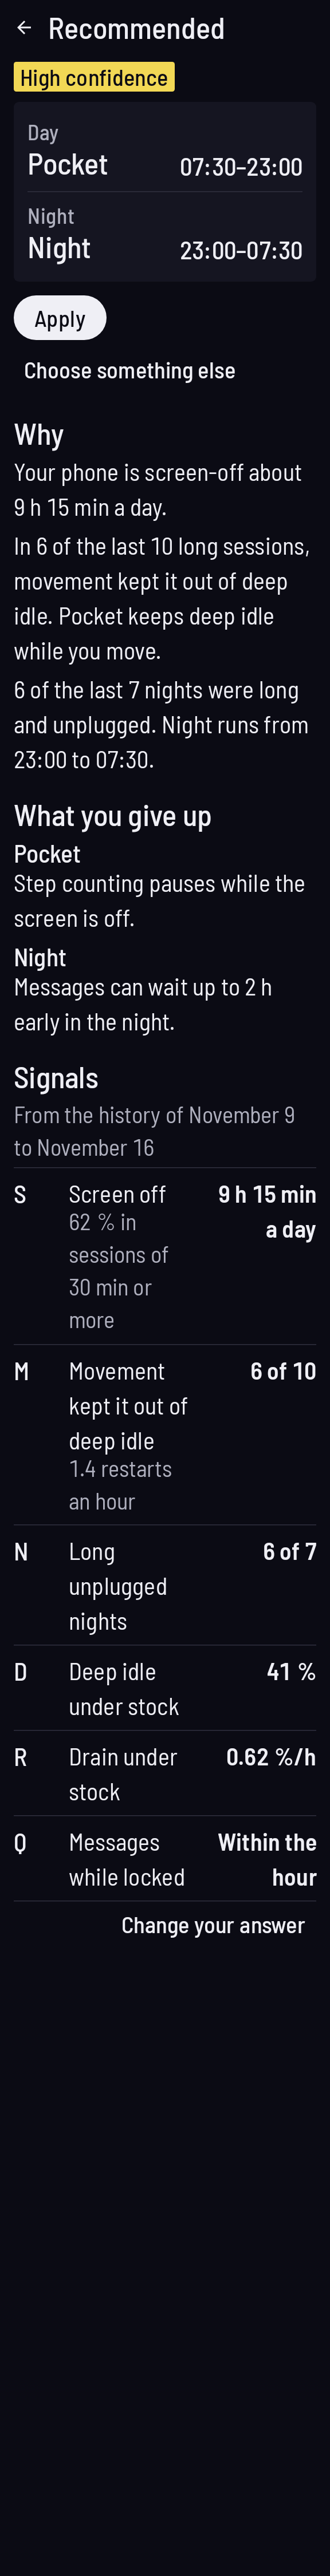 Recommended
High confidence
Day
Pocket 07:30–23:00
Night
Night 23:00–07:30
Apply
Choose something else
Why
Your phone is screen-off about
9 h 15 min a day.
In 6 of the last 10 long sessions,
movement kept it out of deep
idle. Pocket keeps deep idle
while you move.
6 of the last 7 nights were long
and unplugged. Night runs from
23:00 to 07:30.
What you give up
Pocket
Step counting pauses while the
screen is off.
Night
Messages can wait up to 2 h
early in the night.
Signals
From the history of November 9
to November 16
S Screen off 9 h 15 min
62 % in a day
sessions of
30 min or
more
M Movement 6 of 10
kept it out of
deep idle
1.4 restarts
an hour
N Long 6 of 7
unplugged
nights
D Deep idle 41 %
under stock
R Drain under 0.62 %/h
stock
Q Messages Within the
while locked hour
Change your answer